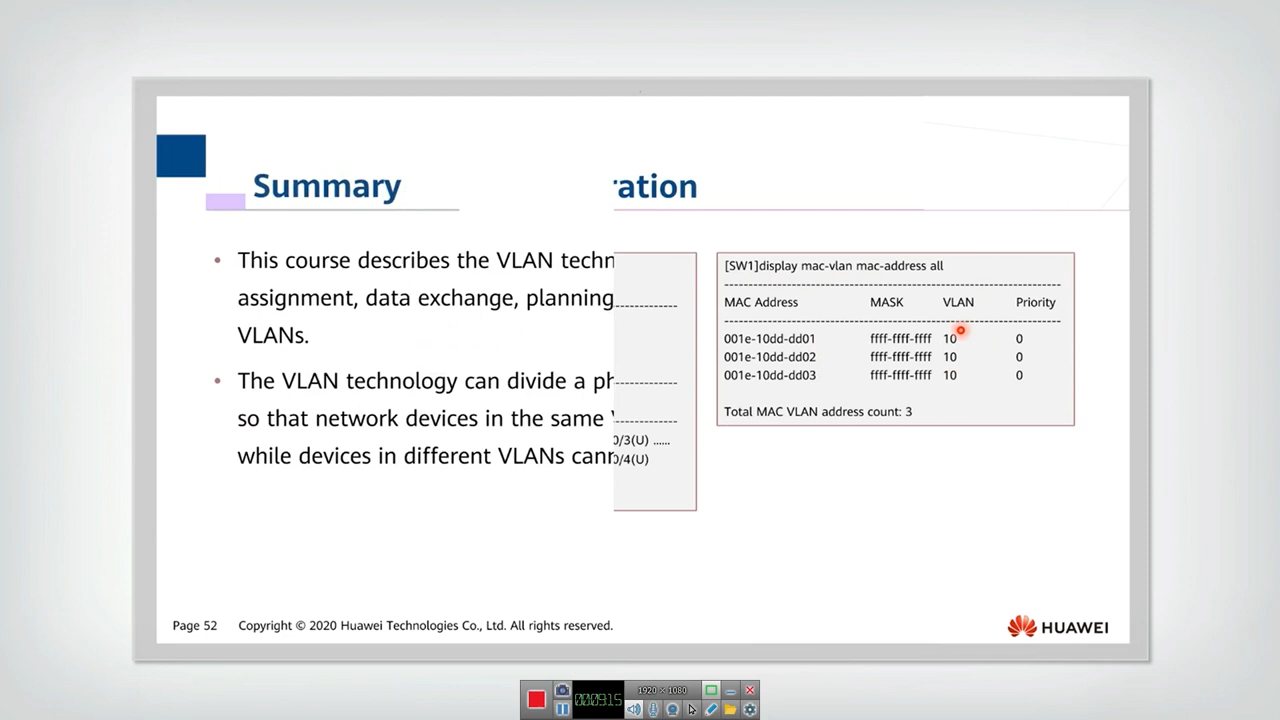 Summary
ration
This course describes the VLAN techn
assignment, data exchange, planning
VLANs.
The VLAN technology can divide a ph
so that network devices in the same
while devices in different VLANs cann
0/3(U) ......
0/4(U)
[SW1]display mac-vlan mac-address all
MAC Address MASK VLAN Priority
001e-10dd-dd01 ffff-ffff-ffff 10 0
001e-10dd-dd02 ffff-ffff-ffff 10 0
001e-10dd-dd03 ffff-ffff-ffff 10 0
Total MAC VLAN address count: 3
Page 52 Copyright © 2020 Huawei Technologies Co., Ltd. All rights reserved.
HUAWEI
1920 × 1080